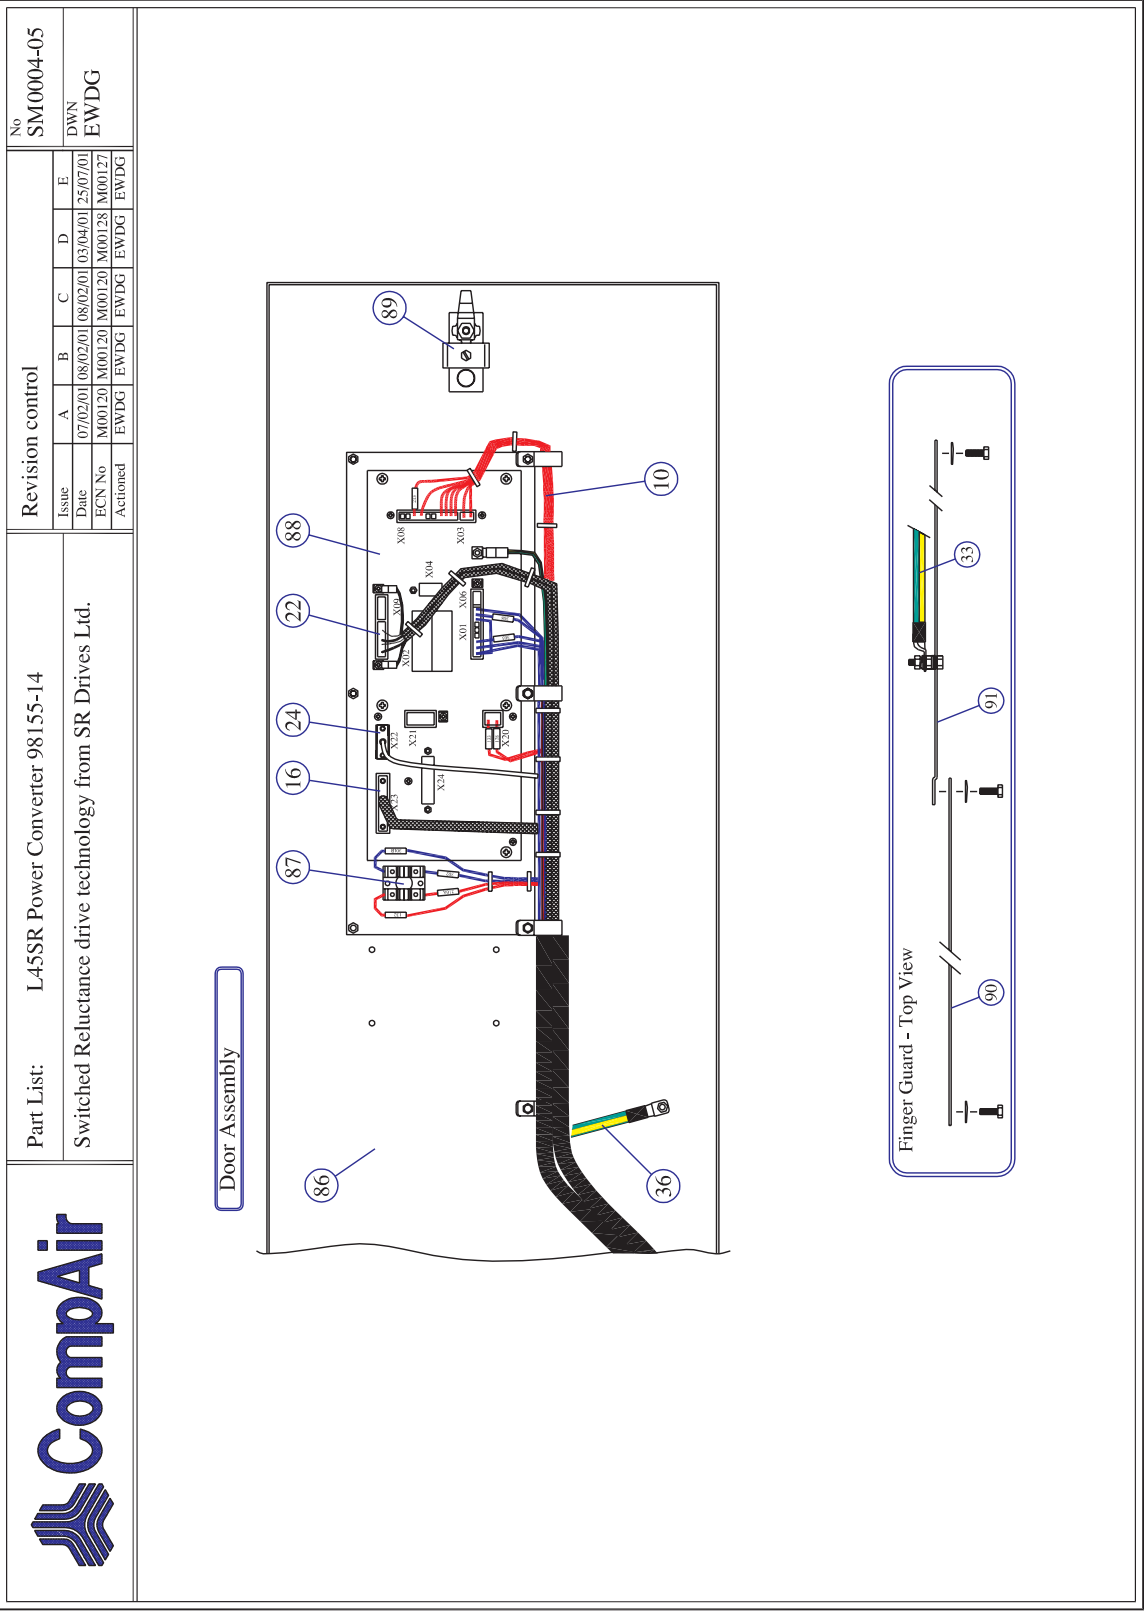 CompAir
Part List: L45SR Power Converter 98155-14
Switched Reluctance drive technology from SR Drives Ltd.
Revision control
Issue A B C D E
Date 07/02/01 08/02/01 08/02/01 03/04/01 25/07/01
ECN No M00120 M00120 M00120 M00128 M00127
Actioned EWDG EWDG EWDG EWDG EWDG
No
SM0004-05
DWN
EWDG
Door Assembly
86
87
16
24
22
88
89
X23
X22
X21
X24
X20
X02
X09
X04
X01
X06
X08
X03
10
36
Finger Guard - Top View
33
90
91